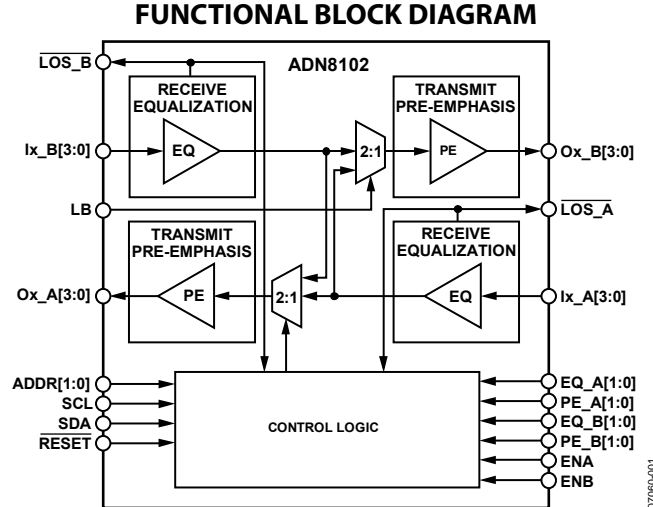 FUNCTIONAL BLOCK DIAGRAM
LOS_B
ADN8102
RECEIVE
EQUALIZATION
TRANSMIT
PRE-EMPHASIS
Ix_B[3:0]
EQ
2:1
PE
Ox_B[3:0]
LB
LOS_A
TRANSMIT
PRE-EMPHASIS
RECEIVE
EQUALIZATION
Ox_A[3:0]
PE
2:1
EQ
Ix_A[3:0]
ADDR[1:0]
SCL
SDA
RESET
CONTROL LOGIC
EQ_A[1:0]
PE_A[1:0]
EQ_B[1:0]
PE_B[1:0]
ENA
ENB
07060-001